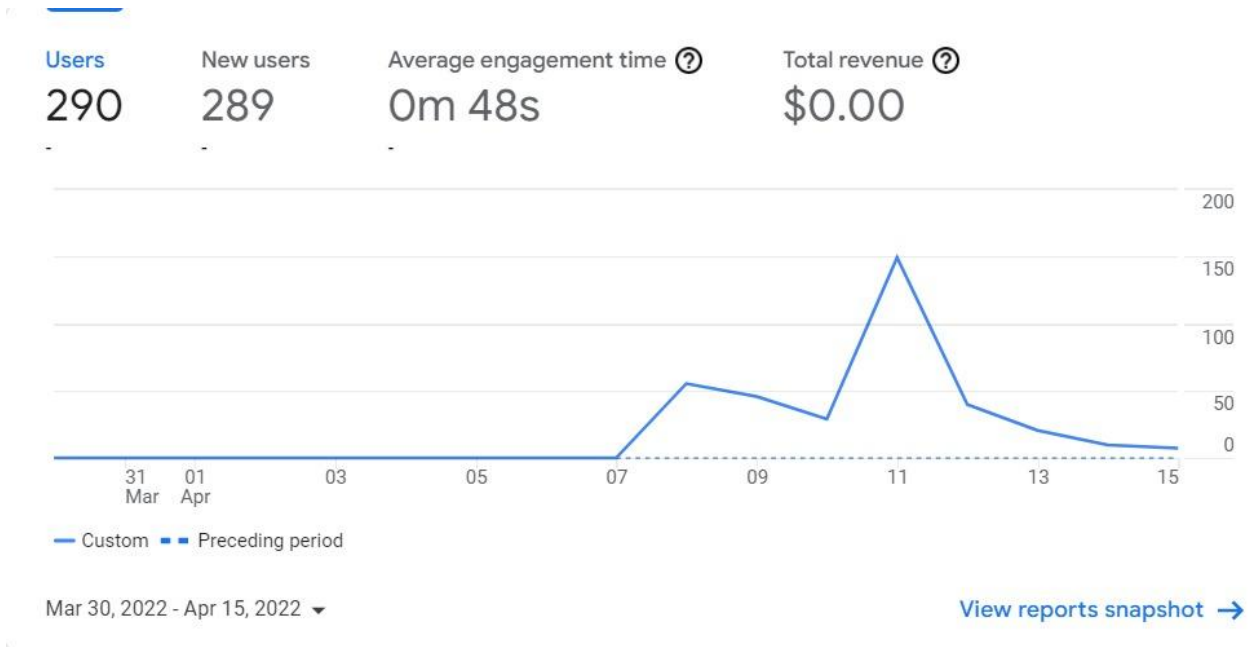 Users New users Average engagement time ? Total revenue ?
290 289 0m 48s $0.00
- - -
200
150
100
50
0
31 01 03 05 07 09 11 13 15
Mar Apr
Custom Preceding period
Mar 30, 2022 - Apr 15, 2022 View reports snapshot →